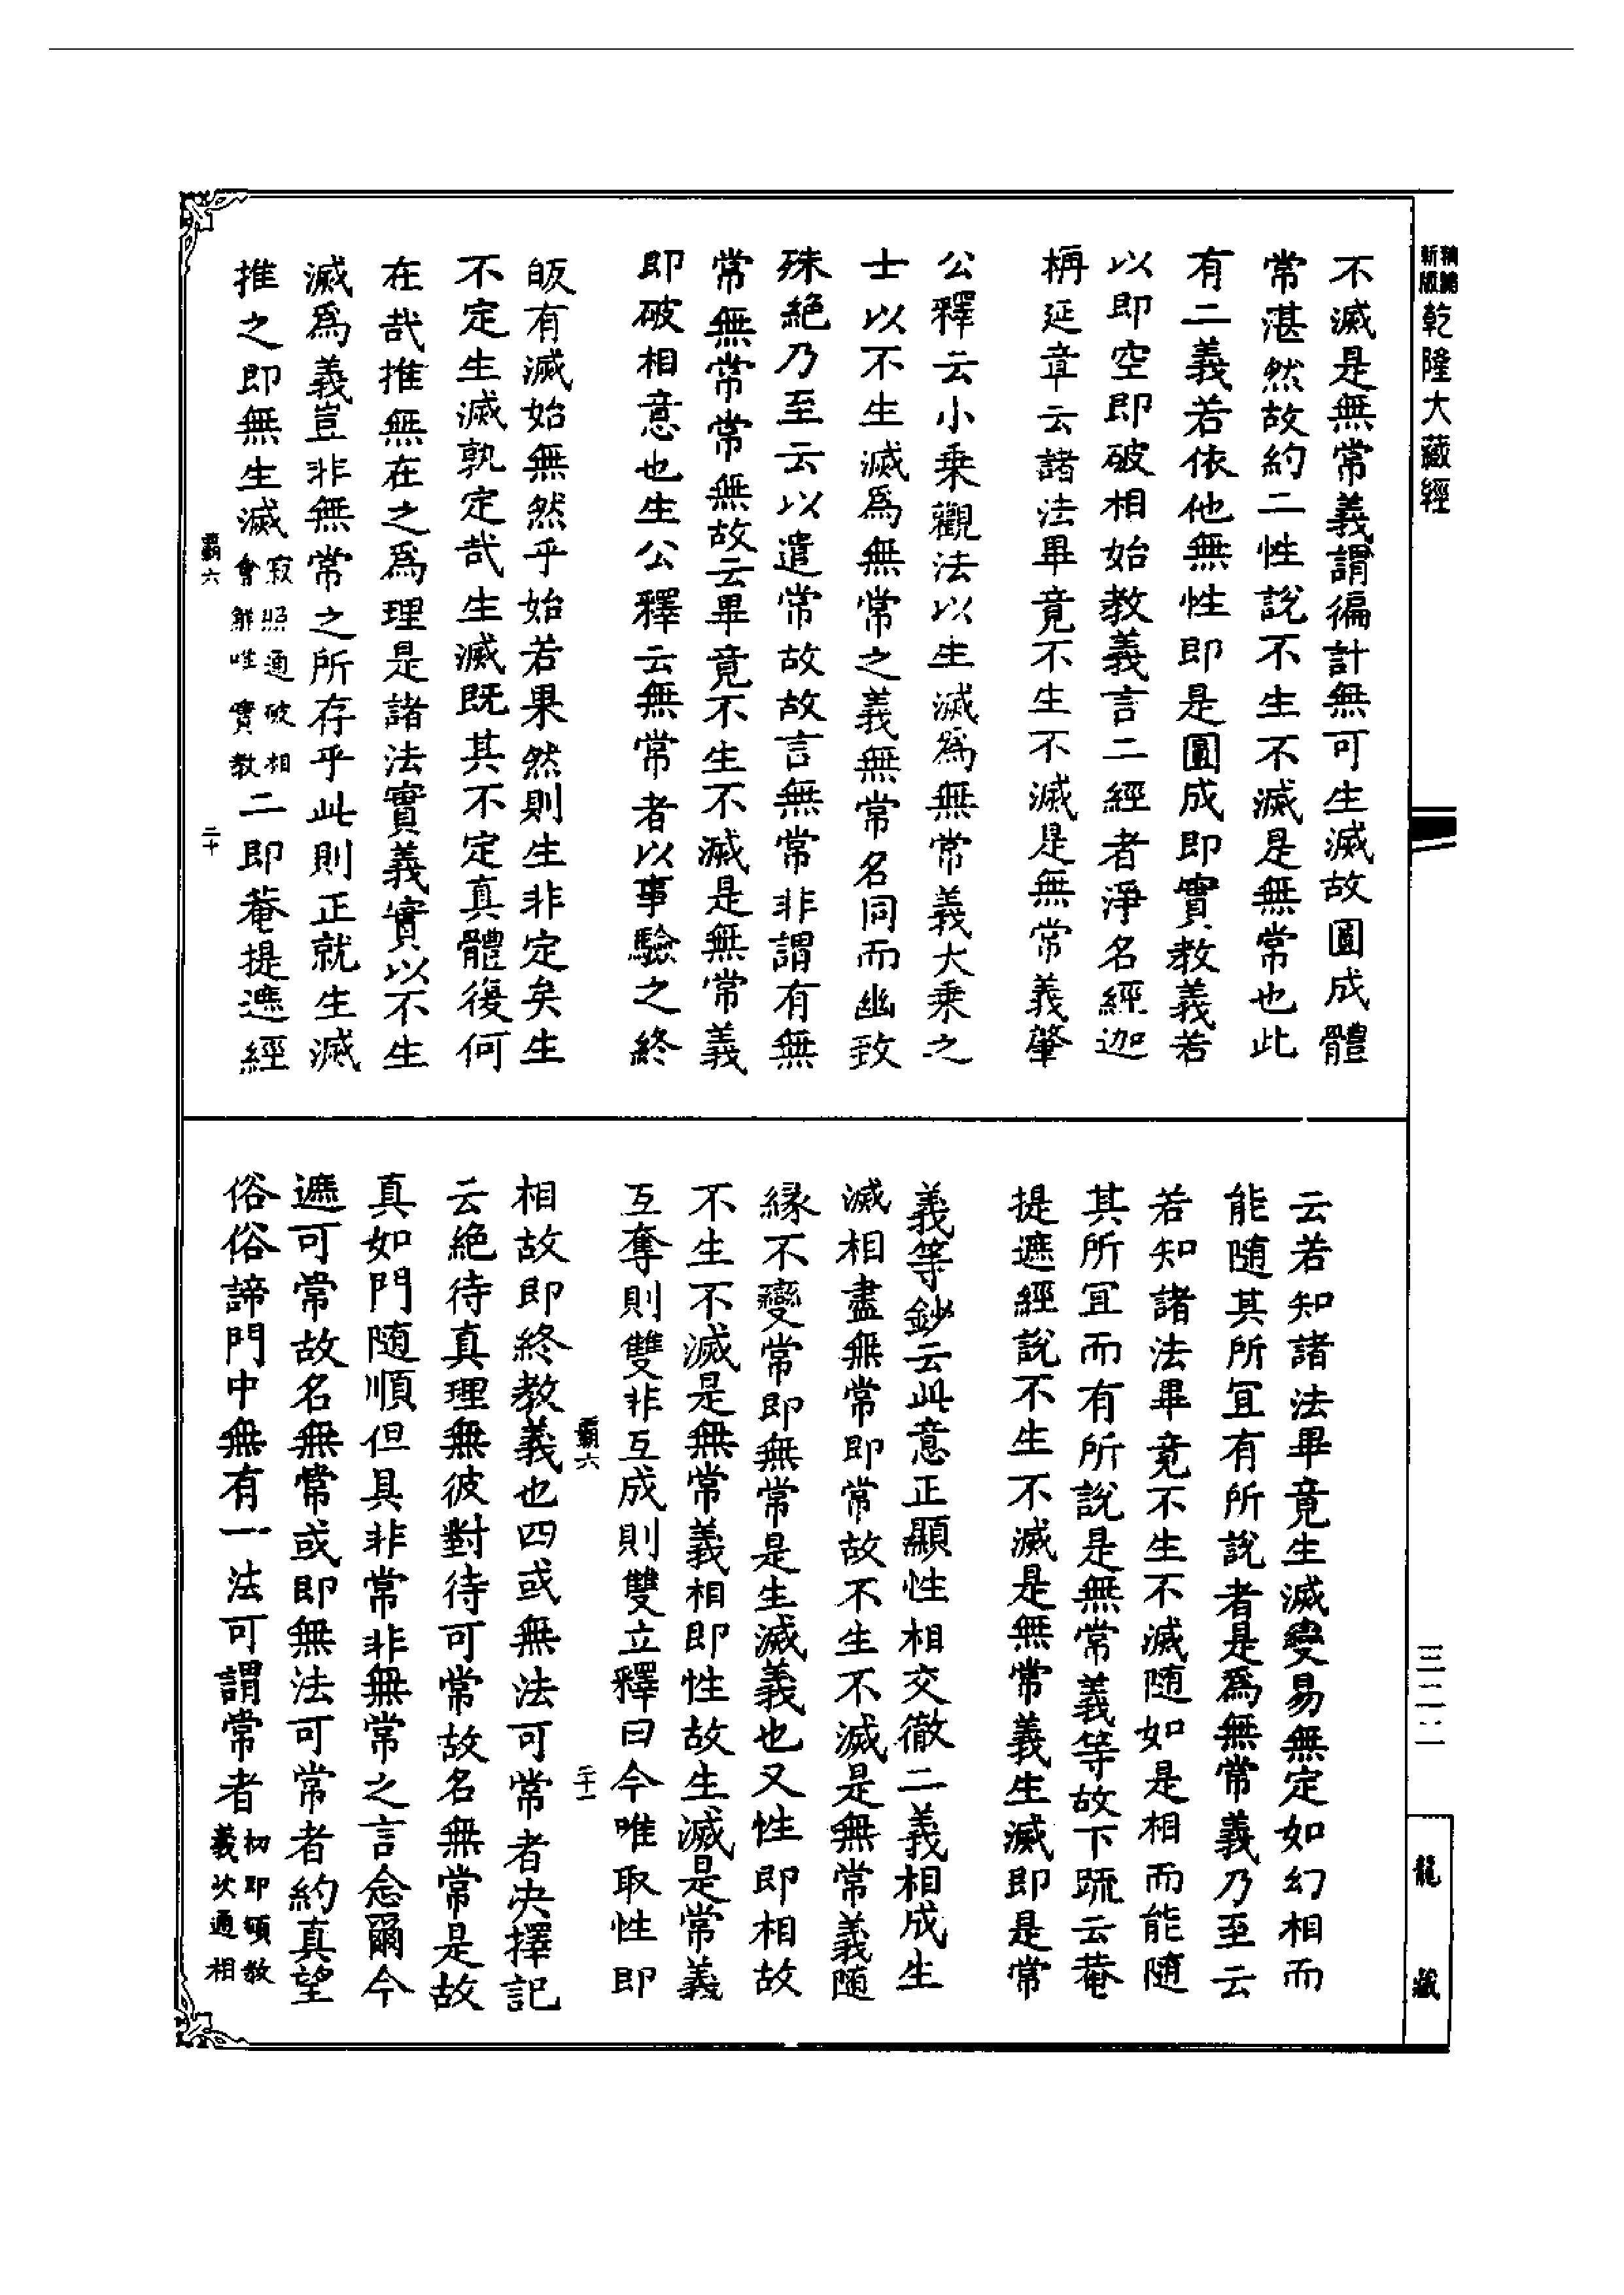 新版 精縮 乾隆大藏經
不滅是無常義謂徧計無可生滅故圓成體
常湛然故約二性說不生不滅是無常也此
有二義若依他無性即是圓成即實教義若
以即空即破相始教義言二經者淨名經迦
栴延章云諸法畢竟不生不滅是無常義肇
公釋云小乘觀法以生滅爲無常義大乘之
士以不生滅爲無常之義無常名同而幽致
殊絕乃至云以遣常故故言無常非謂有無
常無常常無故云畢竟不生不滅是無常義
即破相意也生公釋云無常者以事驗之終
皈有滅始無然乎始若果然則生非定矣生
不定生滅孰定哉生滅既其不定真體復何
在哉推無在之爲理是諸法實義實以不生
滅爲義豈非無常之所存乎此則正就生滅
推之即無生滅寂照通破相會解唯實教二即菴提遮經
霸六
二十
云若知諸法畢竟生滅變易無定如幻相而
能隨其所宜有所說者是爲無常義乃至云
若知諸法畢竟不生不滅隨如是相而能隨
其所宜而有所說是無常義等故下䟽云菴
提遮經說不生不滅是無常義生滅即是常
義等鈔云此意正顯性相交徹二義相成生
滅相盡無常即常故不生不滅是無常義隨
緣不變常即無常是生滅義也又性即相故
不生不滅是無常義相即性故生滅是常義
互奪則雙非互成則雙立釋曰今唯取性即
霸六
二十一
相故即終教義也四或無法可常者決擇記
云絕待真理無彼對待可常故名無常是故
真如門隨順但具非常非無常之言念爾今
遮可常故名無常或即無法可常者約真望
俗俗諦門中無有一法可謂常者初即頓教義次通相
三二二
龍藏